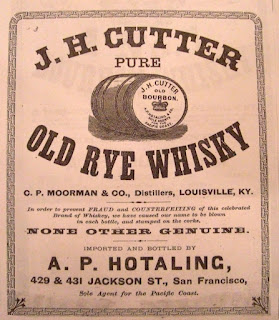 J. H. CUTTER
PURE
J. H. CUTTER
OLD
BOURBON.
A. P. HOTALING & CO.
OLD RYE WHISKY
C. P. MOORMAN & CO., Distillers, LOUISVILLE, KY.
In order to prevent FRAUD and COUNTERFEITING of this celebrated
Brand of Whiskey, we have caused our name to be blown
in each bottle, and stamped on the corks.
NONE OTHER GENUINE.
IMPORTED AND BOTTLED BY
A. P. HOTALING,
429 & 431 JACKSON ST., San Francisco,
Sole Agent for the Pacific Coast.